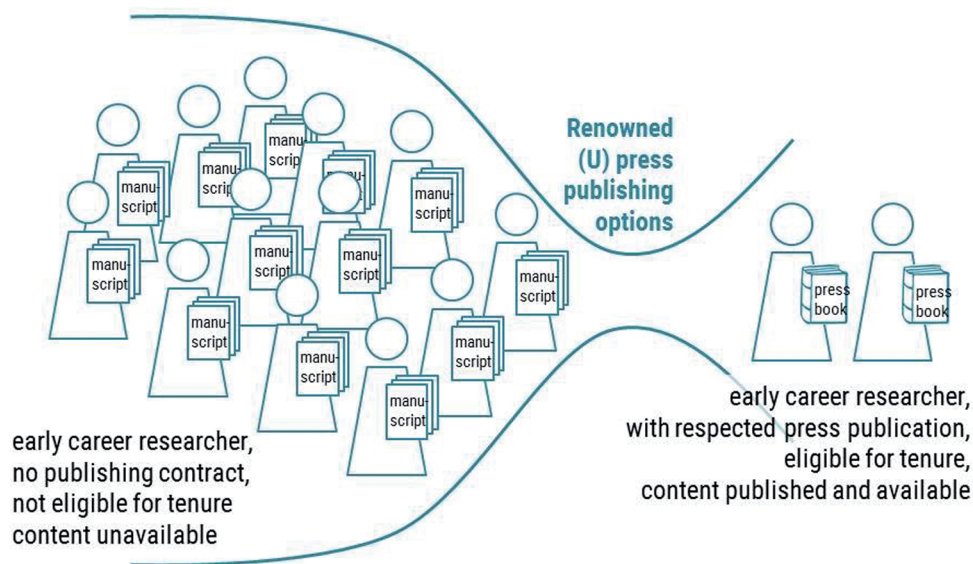 manu-
script
manu-
script
manu-
script
manu-
script
manu-
script
manu-
script
manu-
script
manu-
script
manu-
script
manu-
script
manu-
script
manu-
script
Renowned
(U) press
publishing
options
press
book
press
book
early career researcher,
no publishing contract,
not eligible for tenure
content unavailable
early career researcher,
with respected press publication,
eligible for tenure,
content published and available